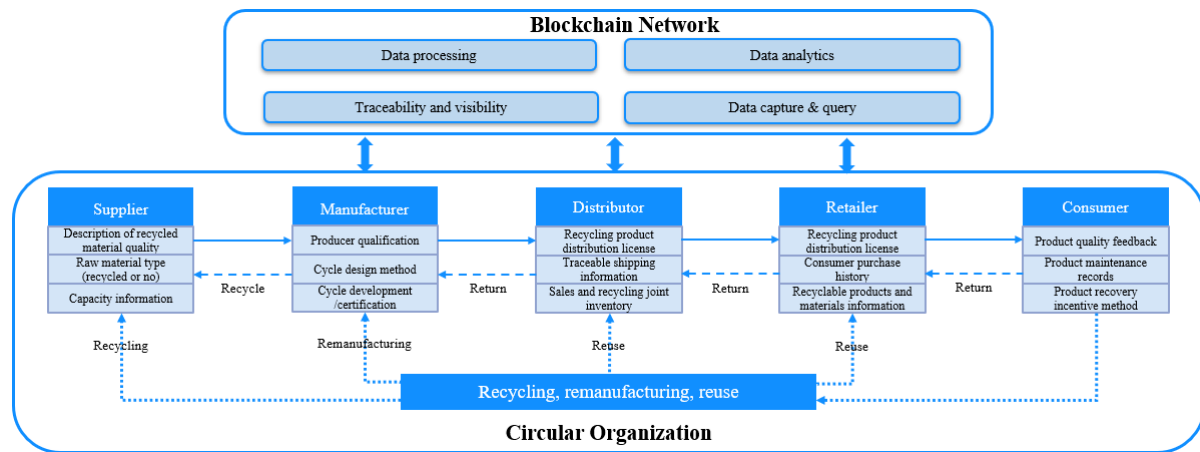 Blockchain Network
Data processing
Data analytics
Traceability and visibility
Data capture & query
Supplier
Description of recycled
material quality
Raw material type
(recycled or no)
Capacity information
Manufacturer
Producer qualification
Cycle design method
Cycle development
/certification
Distributor
Recycling product
distribution license
Traceable shipping
information
Sales and recycling joint
inventory
Retailer
Recycling product
distribution license
Consumer purchase
history
Recyclable products and
materials information
Consumer
Product quality feedback
Product maintenance
records
Product recovery
incentive method
Recycle
Return
Return
Return
Recycling
Remanufacturing
Reuse
Reuse
Recycling, remanufacturing, reuse
Circular Organization